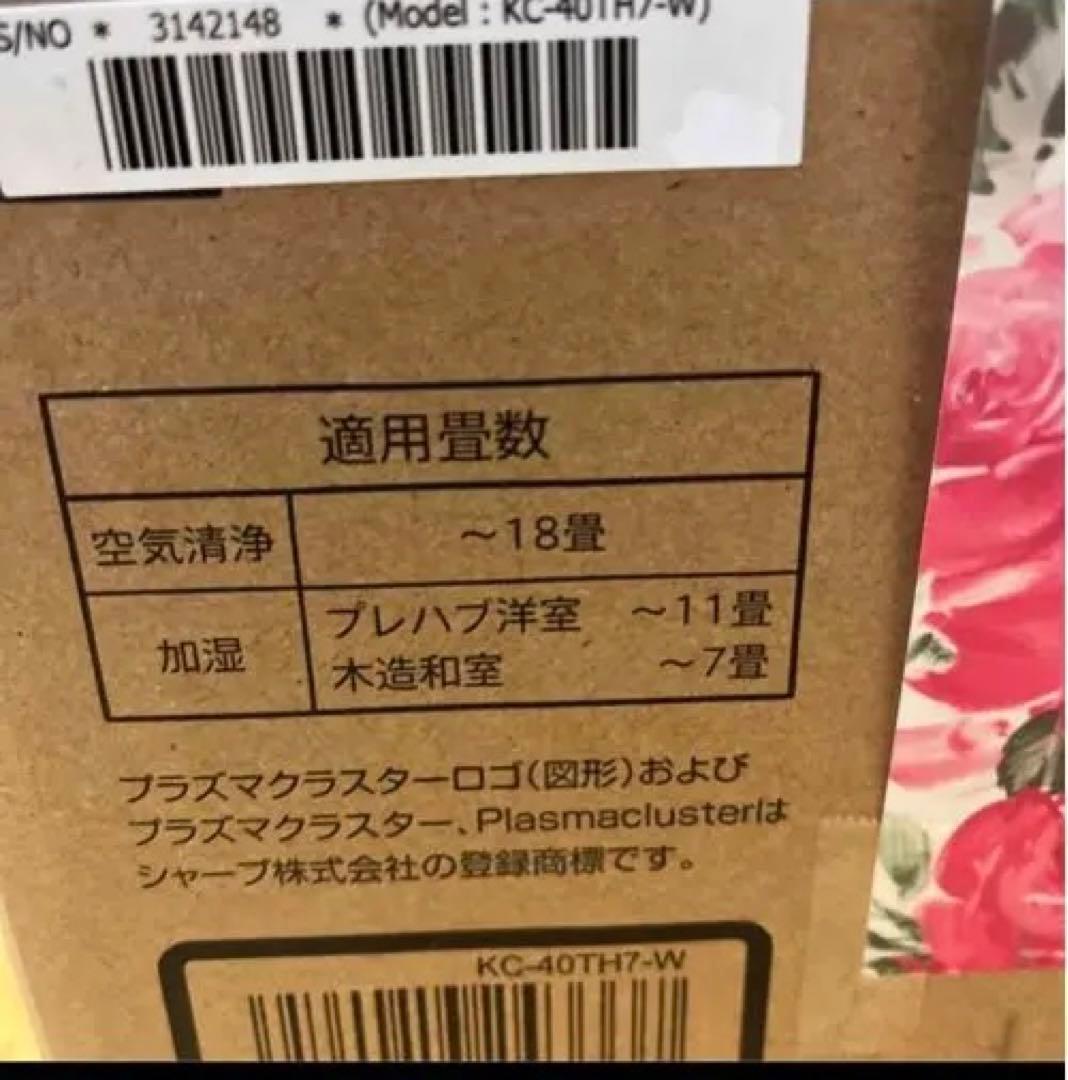 S/NO * 3142148 * (Model : KC-40TH7-W)
適用畳数
空気清浄 ～18畳
加湿 プレハブ洋室 ～11畳
木造和室 ～7畳
プラズマクラスターロゴ(図形)および
プラズマクラスター、Plasmaclusterは
シャープ株式会社の登録商標です。
KC-40TH7-W